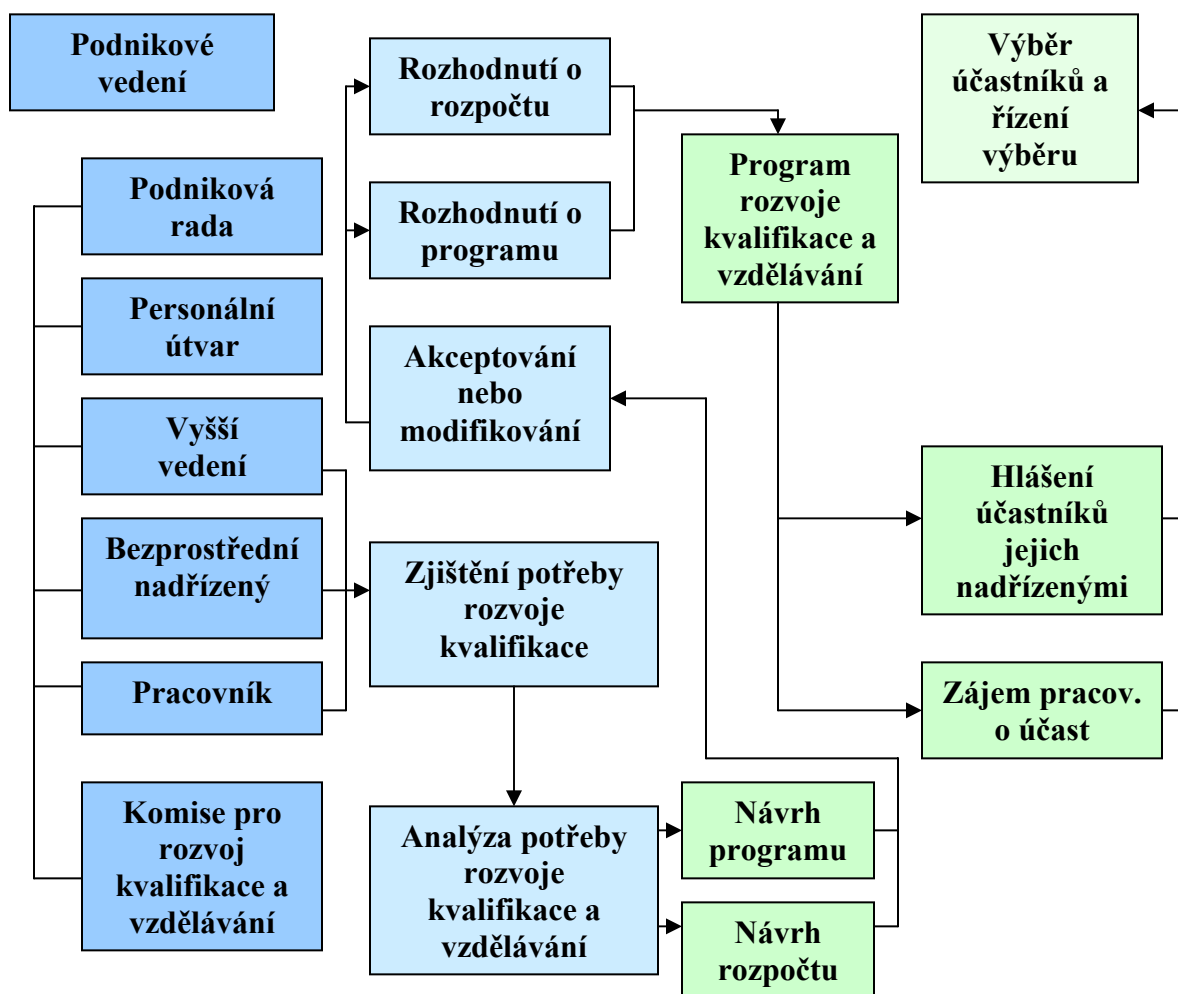 Podnikové
vedení
Podniková
rada
Personální
útvar
Vyšší
vedení
Bezprostřední
nadřízený
Pracovník
Komise pro
rozvoj
kvalifikace a
vzdělávání
Rozhodnutí o
rozpočtu
Rozhodnutí o
programu
Akceptování
nebo
modifikování
Zjištění potřeby
rozvoje
kvalifikace
Analýza potřeby
rozvoje
kvalifikace a
vzdělávání
Program
rozvoje
kvalifikace a
vzdělávání
Návrh
programu
Návrh
rozpočtu
Výběr
účastníků a
řízení
výběru
Hlášení
účastníků
jejich
nadřízenými
Zájem pracov.
o účast